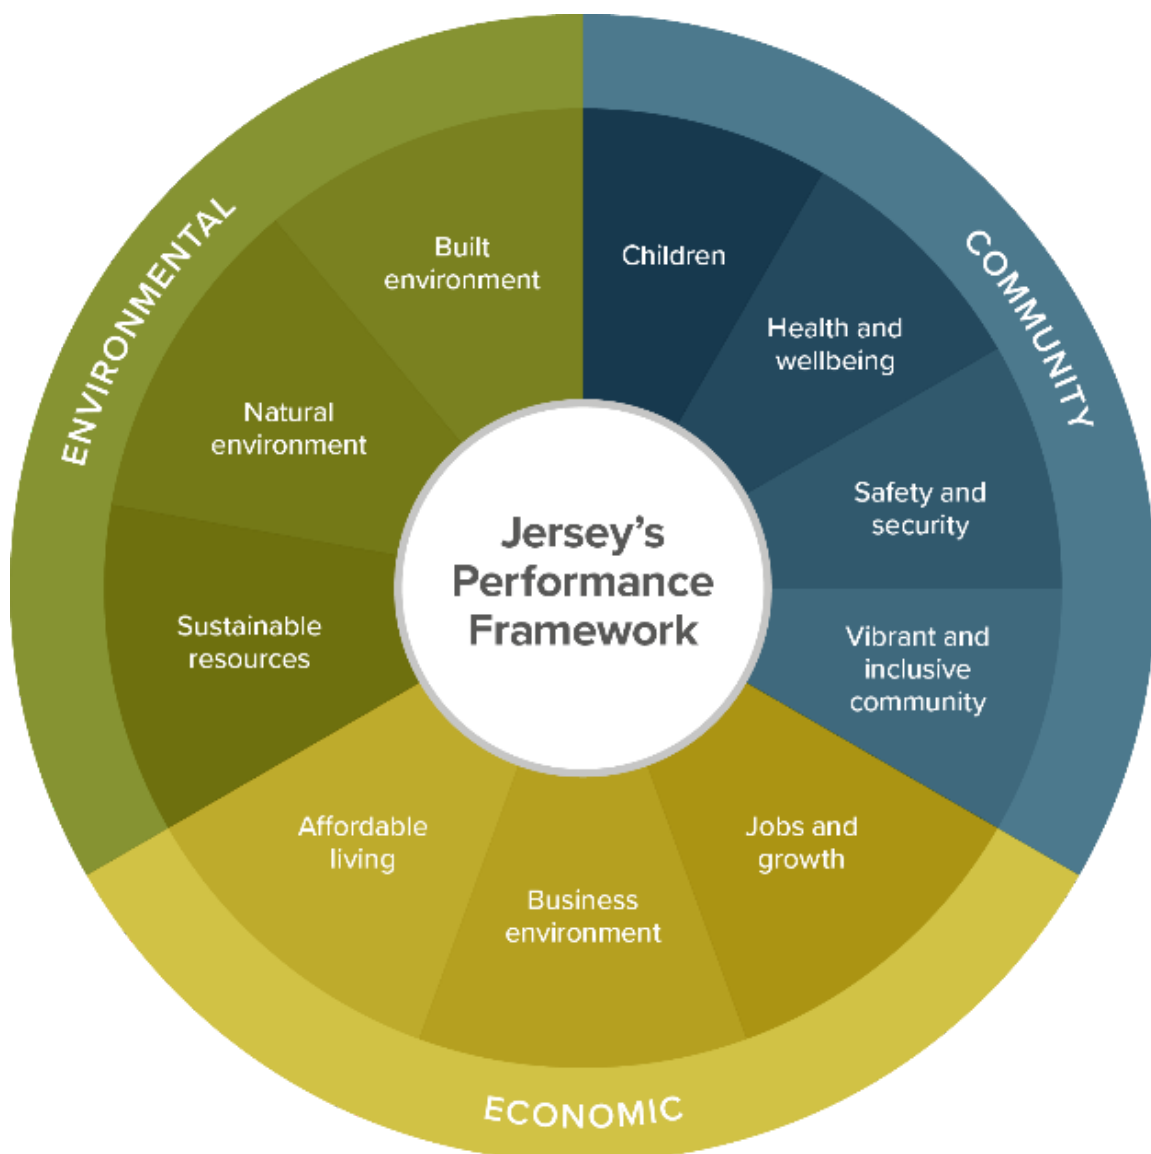 Jersey's
Performance
Framework
COMMUNITY
Children
Health and
wellbeing
Safety and
security
Vibrant and
inclusive
community
ECONOMIC
Jobs and
growth
Business
environment
Affordable
living
ENVIRONMENTAL
Sustainable
resources
Natural
environment
Built
environment